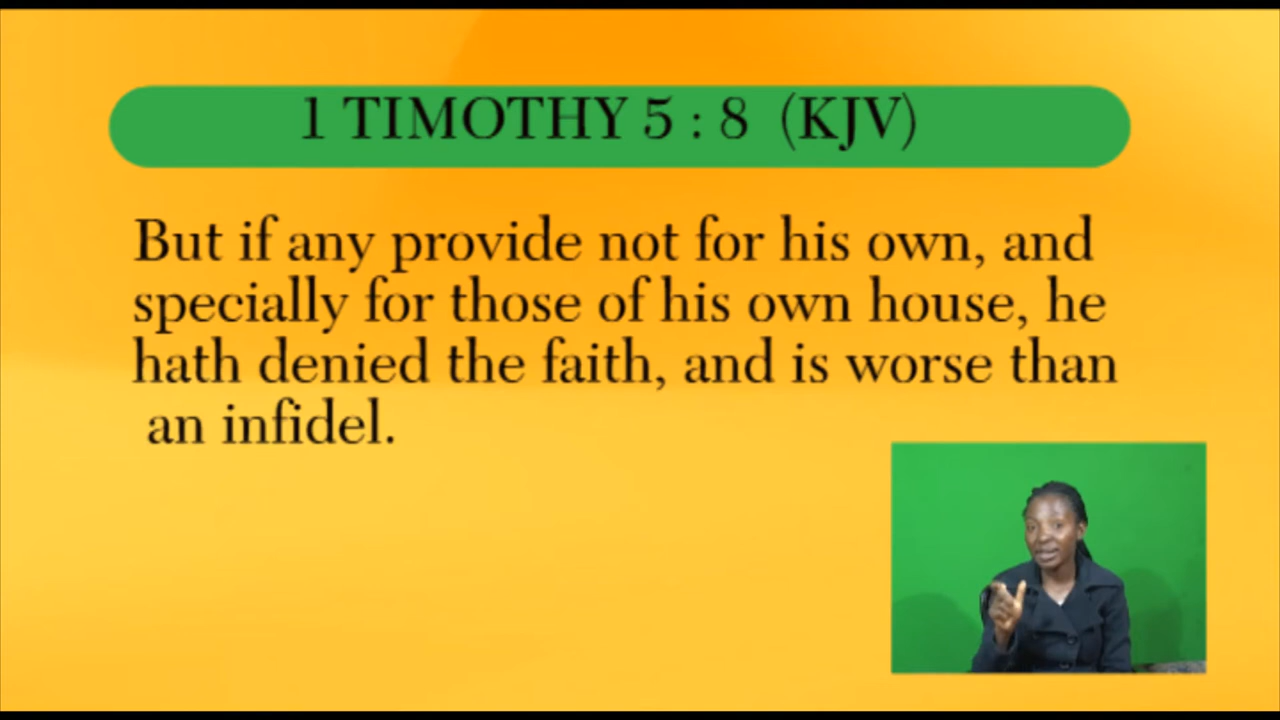 1 TIMOTHY 5 : 8 (KJV)
But if any provide not for his own, and
specially for those of his own house, he
hath denied the faith, and is worse than
an infidel.